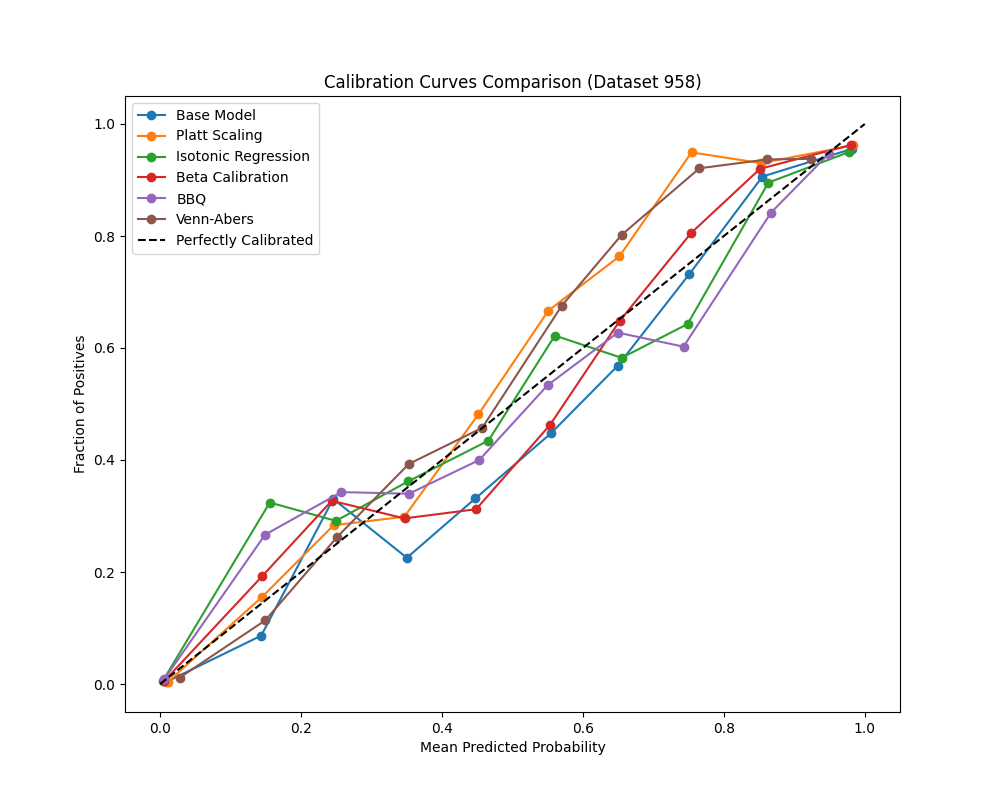 Calibration Curves Comparison (Dataset 958)
Base Model
Platt Scaling
Isotonic Regression
Beta Calibration
BBQ
Venn-Abers
Perfectly Calibrated
1.0
0.8
0.6
0.4
0.2
0.0
Fraction of Positives
0.0 0.2 0.4 0.6 0.8 1.0
Mean Predicted Probability